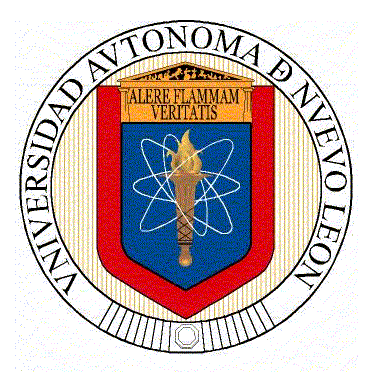 VNIVERSIDAD AVTONOMA Đ NVEVO LEON
ALERE FLAMMAM
VERITATIS